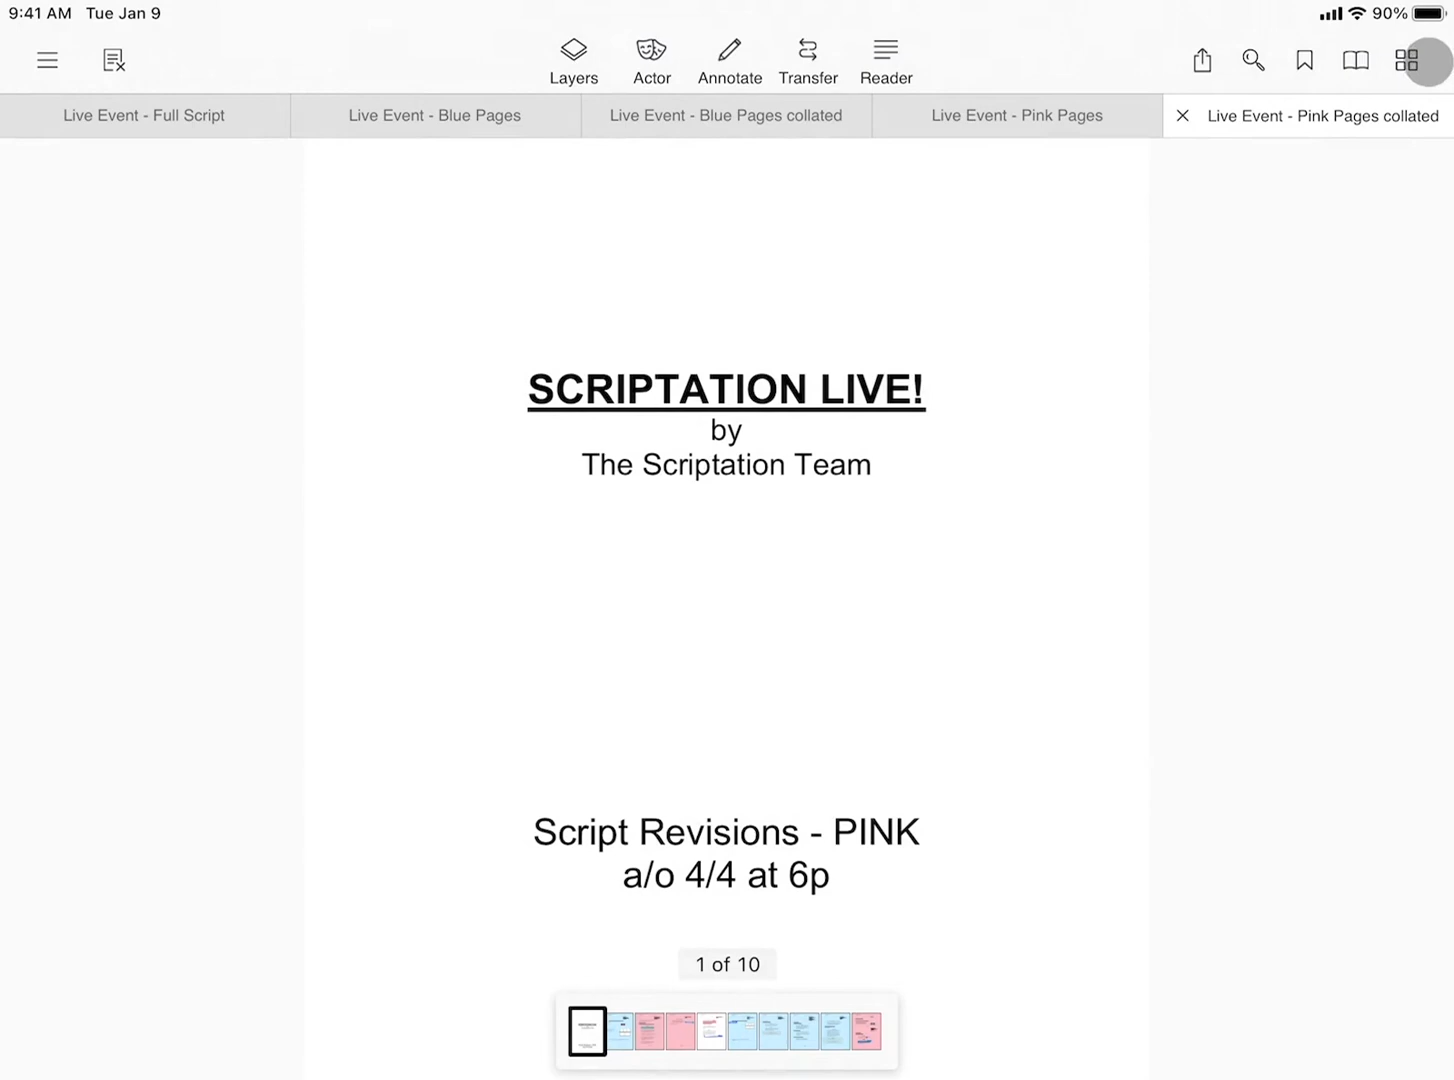 9:41 AM Tue Jan 9
90%
Layers Actor Annotate Transfer Reader
Live Event - Full Script
Live Event - Blue Pages
Live Event - Blue Pages collated
Live Event - Pink Pages
Live Event - Pink Pages collated
SCRIPTATION LIVE!
by
The Scriptation Team
Script Revisions - PINK
a/o 4/4 at 6p
1 of 10